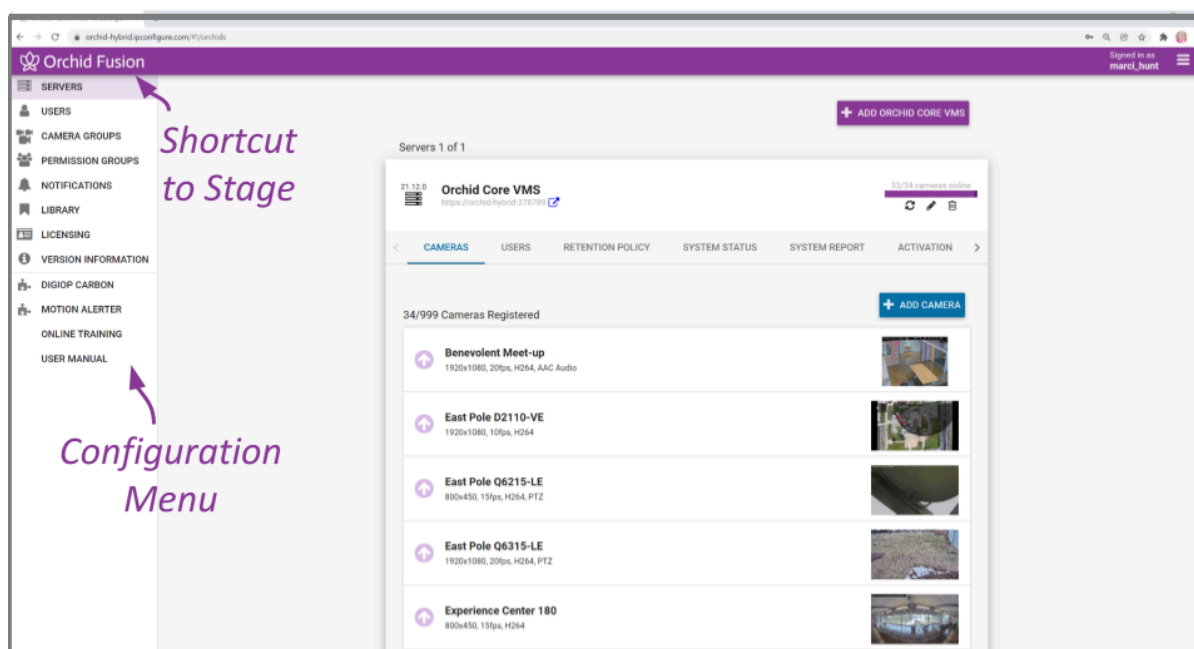 orchid-hybrid.ipconfigure.com/#!/orchids
Orchid Fusion
Signed in as
marci_hunt
SERVERS
USERS
CAMERA GROUPS
PERMISSION GROUPS
NOTIFICATIONS
LIBRARY
LICENSING
VERSION INFORMATION
DIGIOP CARBON
MOTION ALERTER
ONLINE TRAINING
USER MANUAL
Shortcut
to Stage
Configuration
Menu
+ ADD ORCHID CORE VMS
Servers 1 of 1
21.12.0
Orchid Core VMS
https://orchid-hybrid-278789
33/34 cameras online
CAMERAS USERS RETENTION POLICY SYSTEM STATUS SYSTEM REPORT ACTIVATION
34/999 Cameras Registered
+ ADD CAMERA
Benevolent Meet-up
1920x1080, 20fps, H264, AAC Audio
East Pole D2110-VE
1920x1080, 10fps, H264
East Pole Q6215-LE
800x450, 15fps, H264, PTZ
East Pole Q6315-LE
1920x1080, 20fps, H264, PTZ
Experience Center 180
800x450, 15fps, H264